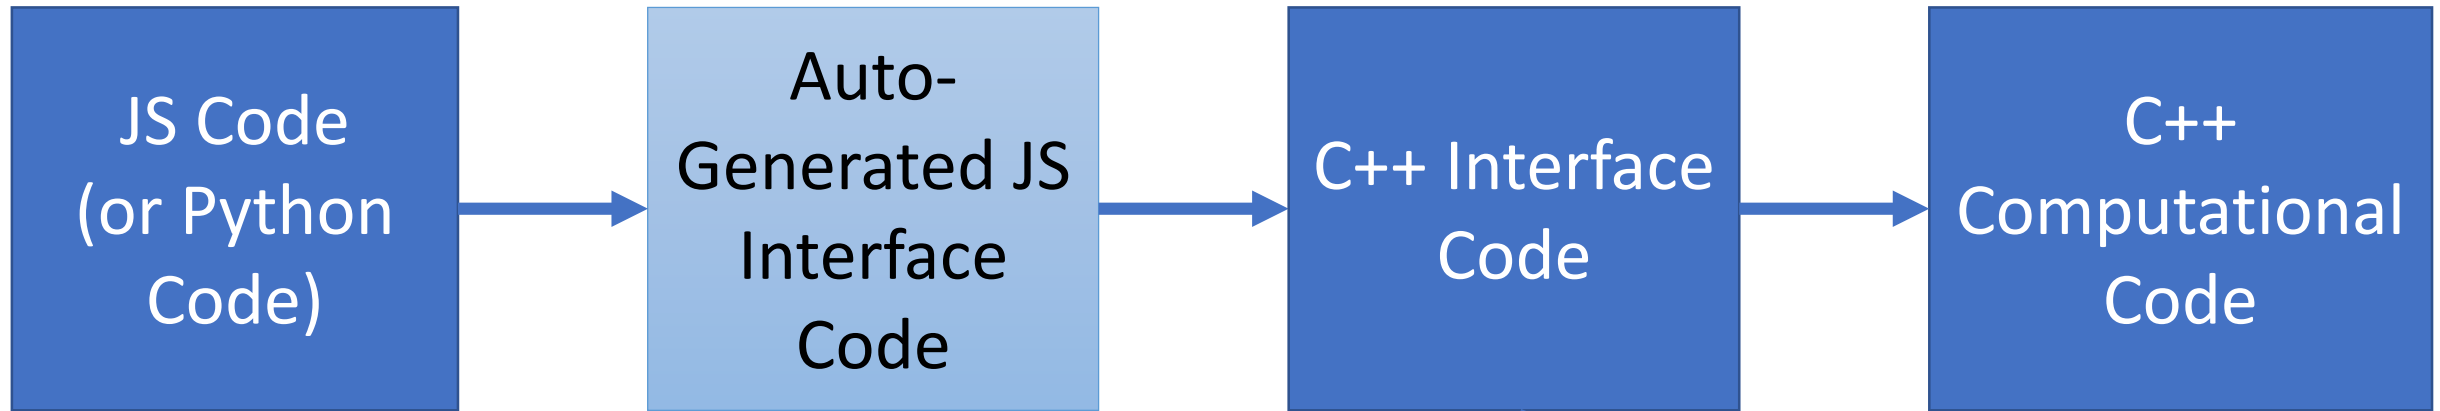 JS Code
(or Python
Code)
Auto-
Generated JS
Interface
Code
C++ Interface
Code
C++
Computational
Code